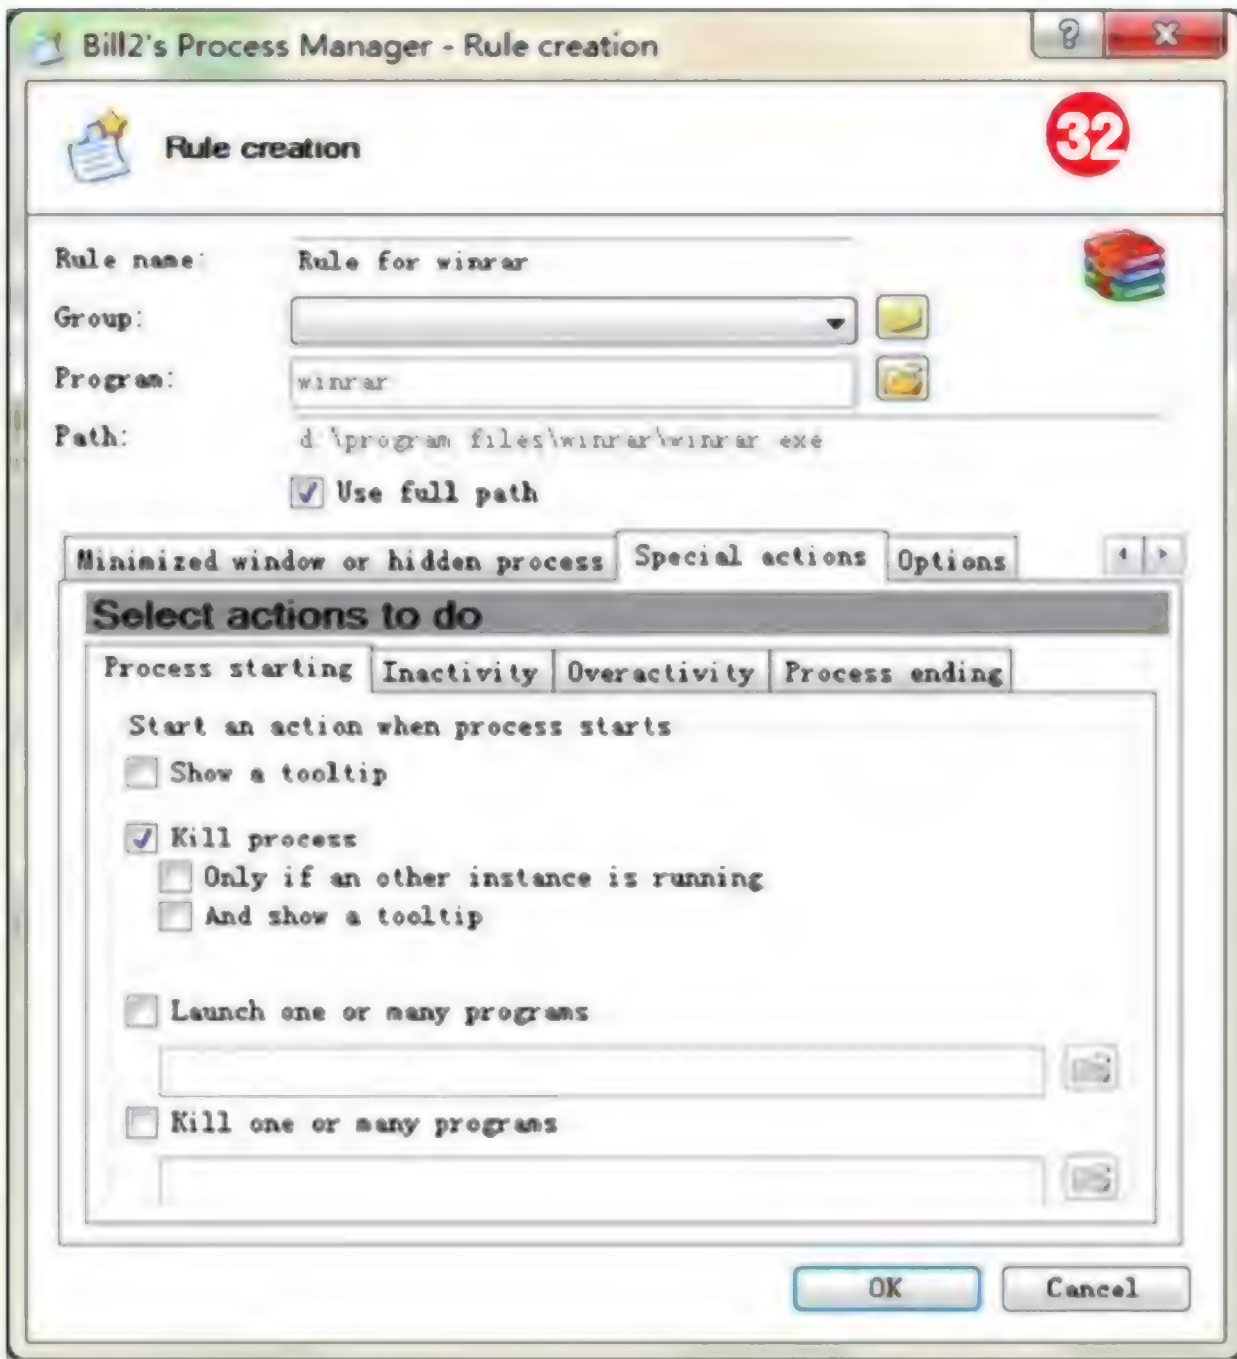 Bill2's Process Manager - Rule creation
?
Rule creation
32
Rule name:
Rule for winrar
Group:
Program:
winrar
Path:
d:\program files\winrar\winrar exe
Use full path
Minimized window or hidden process
Special actions
Options
Select actions to do
Process starting
Inactivity
Overactivity
Process ending
Start an action when process starts
Show a tooltip
Kill process
Only if an other instance is running
And show a tooltip
Launch one or many programs
Kill one or many programs
OK
Cancel